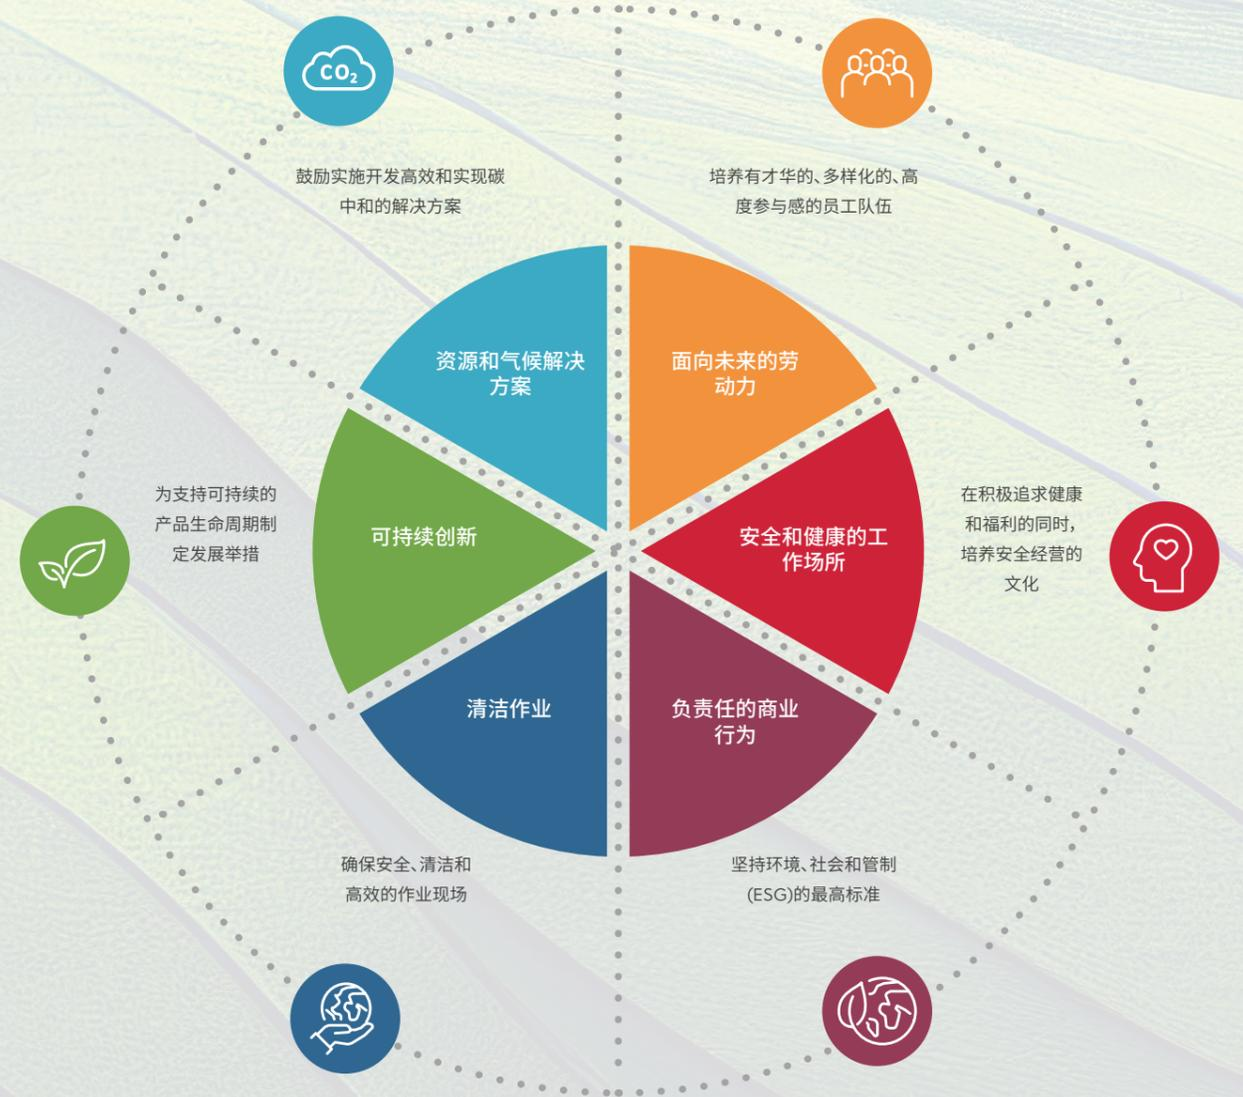 CO₂
鼓励实施开发高效和实现碳
中和的解决方案
培养有才华的、多样化的、高
度参与感的员工队伍
资源和气候解决
方案
面向未来的劳
动力
为支持可持续的
产品生命周期制
定发展举措
可持续创新
安全和健康的工
作场所
在积极追求健康
和福利的同时，
培养安全经营的
文化
清洁作业
负责任的商业
行为
确保安全、清洁和
高效的作业现场
坚持环境、社会和管制
(ESG)的最高标准